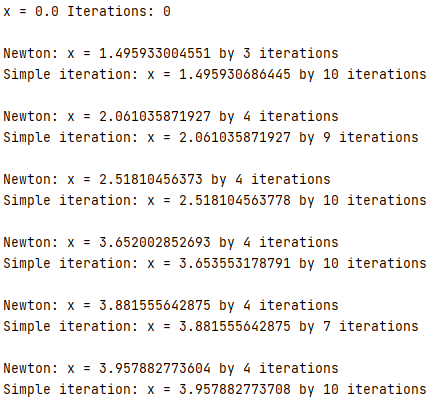 x = 0.0 Iterations: 0
Newton: x = 1.495933004551 by 3 iterations
Simple iteration: x = 1.495930686445 by 10 iterations
Newton: x = 2.061035871927 by 4 iterations
Simple iteration: x = 2.061035871927 by 9 iterations
Newton: x = 2.51810456373 by 4 iterations
Simple iteration: x = 2.518104563778 by 10 iterations
Newton: x = 3.652002852693 by 4 iterations
Simple iteration: x = 3.653553178791 by 10 iterations
Newton: x = 3.881555642875 by 4 iterations
Simple iteration: x = 3.881555642875 by 7 iterations
Newton: x = 3.957882773604 by 4 iterations
Simple iteration: x = 3.957882773708 by 10 iterations